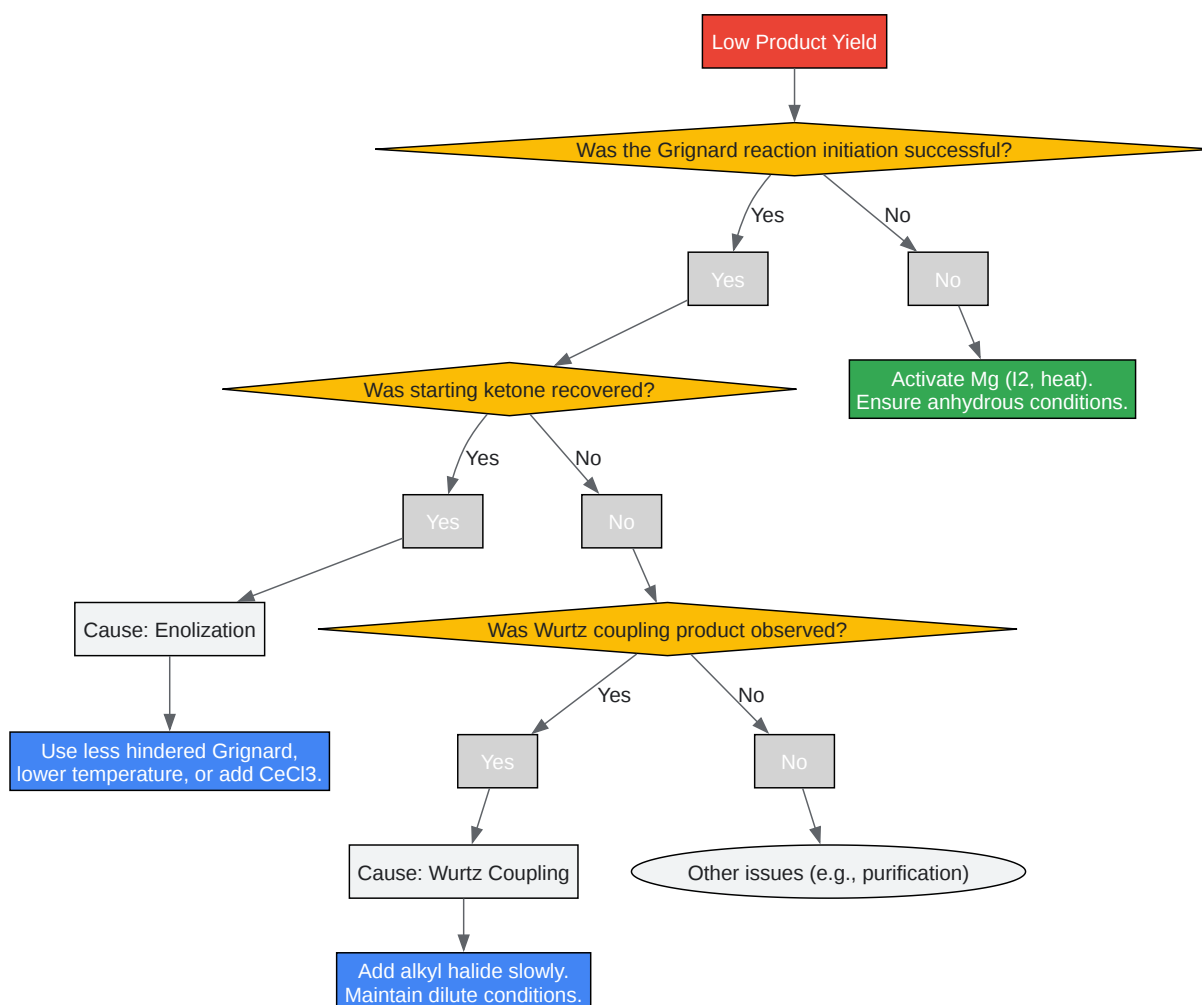 Low Product Yield
Was the Grignard reaction initiation successful?
Yes
No
Yes
No
Was starting ketone recovered?
Activate Mg (I2, heat).
Ensure anhydrous conditions.
Yes
No
Yes
No
Cause: Enolization
Was Wurtz coupling product observed?
Use less hindered Grignard,
lower temperature, or add CeCl3.
Yes
No
Yes
No
Cause: Wurtz Coupling
Other issues (e.g., purification)
Add alkyl halide slowly.
Maintain dilute conditions.